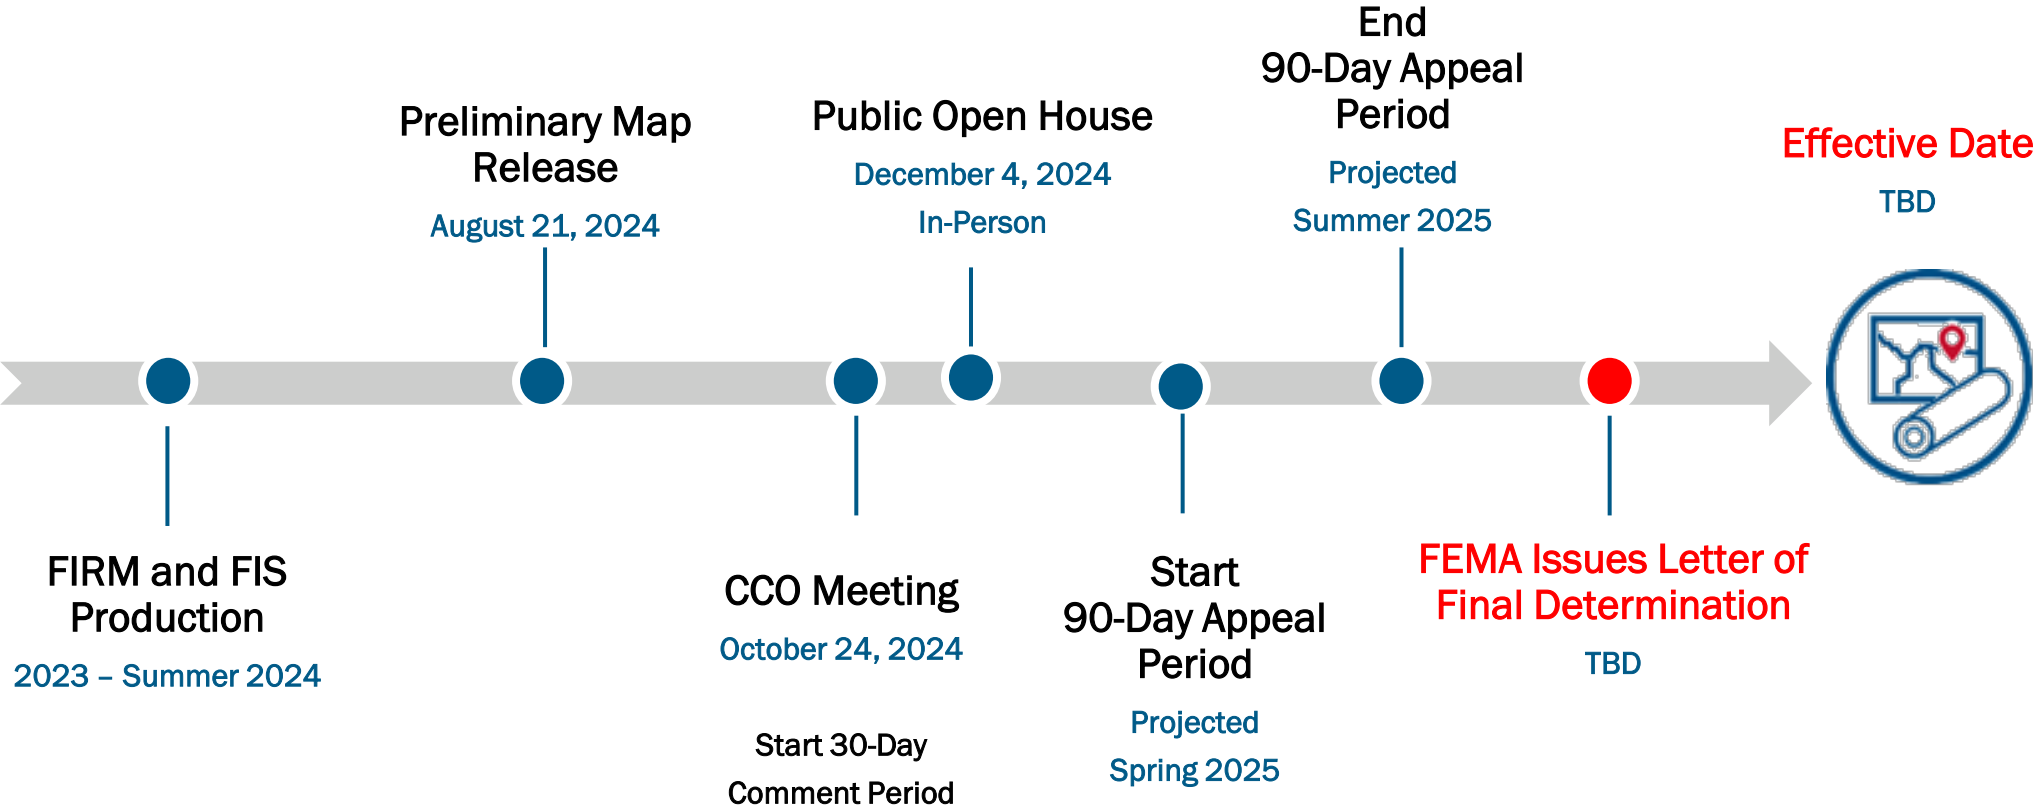 FIRM and FIS
Production
2023 – Summer 2024
Preliminary Map
Release
August 21, 2024
CCO Meeting
October 24, 2024
Start 30-Day
Comment Period
Public Open House
December 4, 2024
In-Person
Start
90-Day Appeal
Period
Projected
Spring 2025
End
90-Day Appeal
Period
Projected
Summer 2025
FEMA Issues Letter of
Final Determination
TBD
Effective Date
TBD